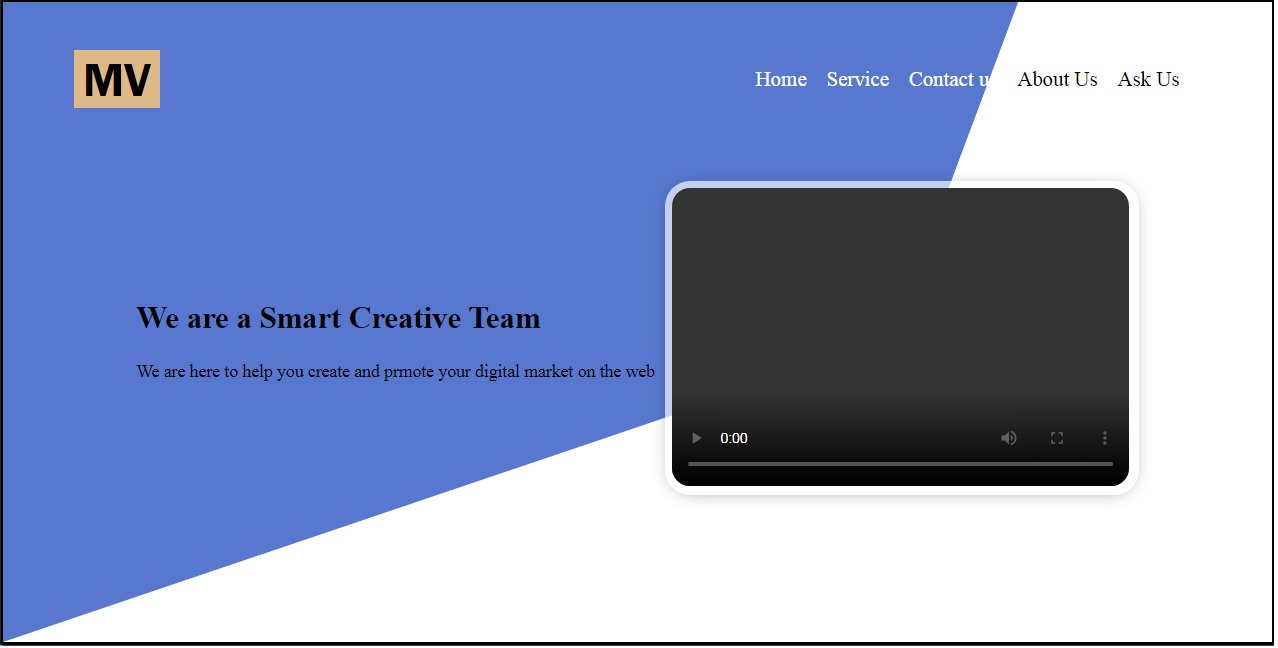 MV
Home Service Contact u About Us Ask Us
We are a Smart Creative Team
We are here to help you create and prmote your digital market on the web
0:00